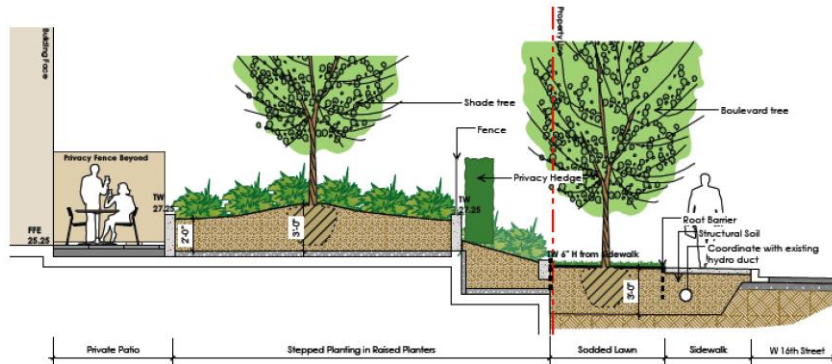 Building Face
Property Line
Shade tree
Boulevard tree
Fence
Privacy Fence Beyond
Privacy Hedge
TW
27.25
TW
27.25
FFE
25.25
2'-0"
3'-0"
Root Barrier
Structural Soil
Coordinate with existing
hydro duct
TW 6" H from sidewalk
3'-0"
Private Patio
Stepped Planting in Raised Planters
Sodded Lawn
Sidewalk
W 16th Street